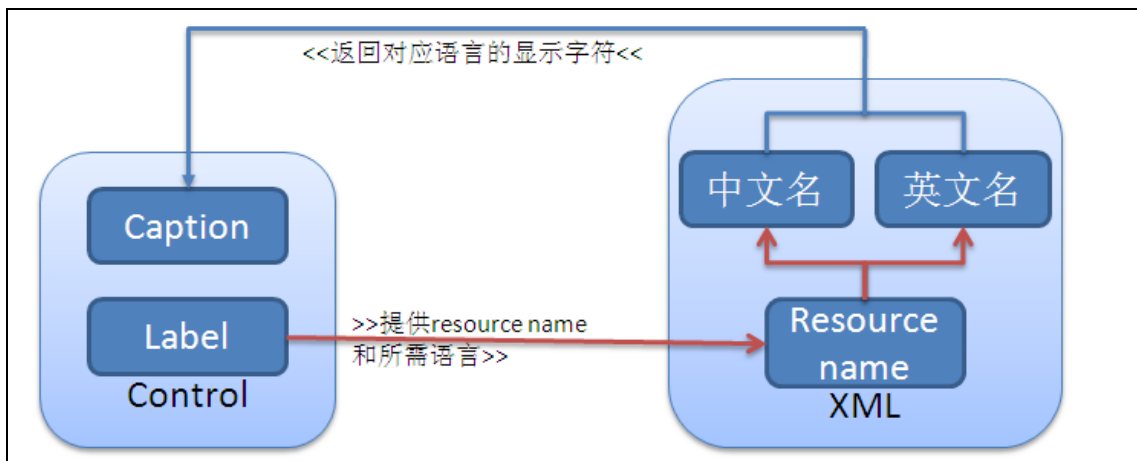 <<返回对应语言的显示字符<<
中文名
英文名
Caption
Label
Control
>>提供resource name
和所需语言>>
Resource
name
XML